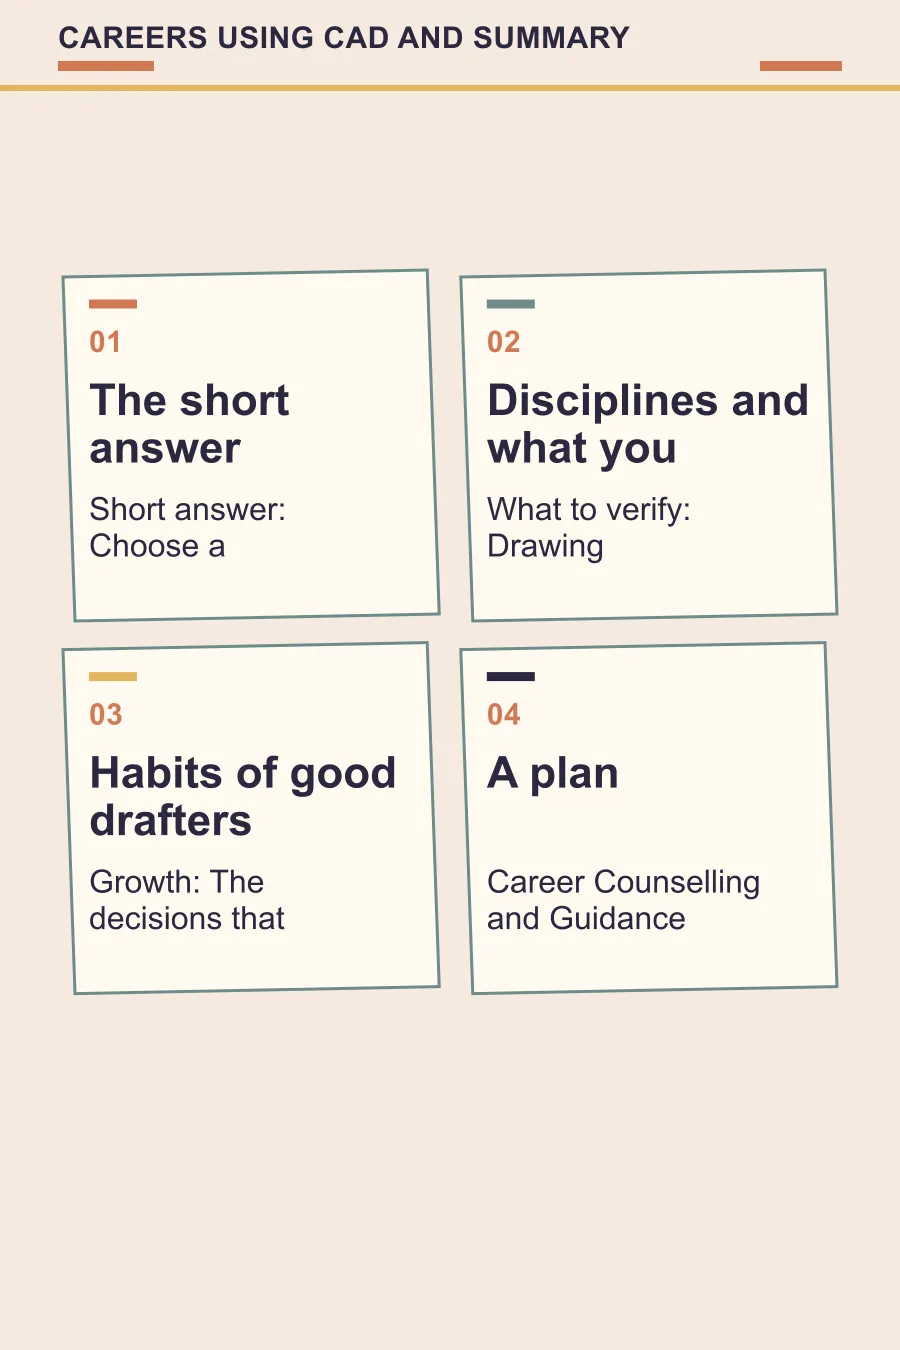 CAREERS USING CAD AND SUMMARY
01
The short
answer
Short answer:
Choose a
02
Disciplines and
what you
What to verify:
Drawing
03
Habits of good
drafters
Growth: The
decisions that
04
A plan
Career Counselling
and Guidance